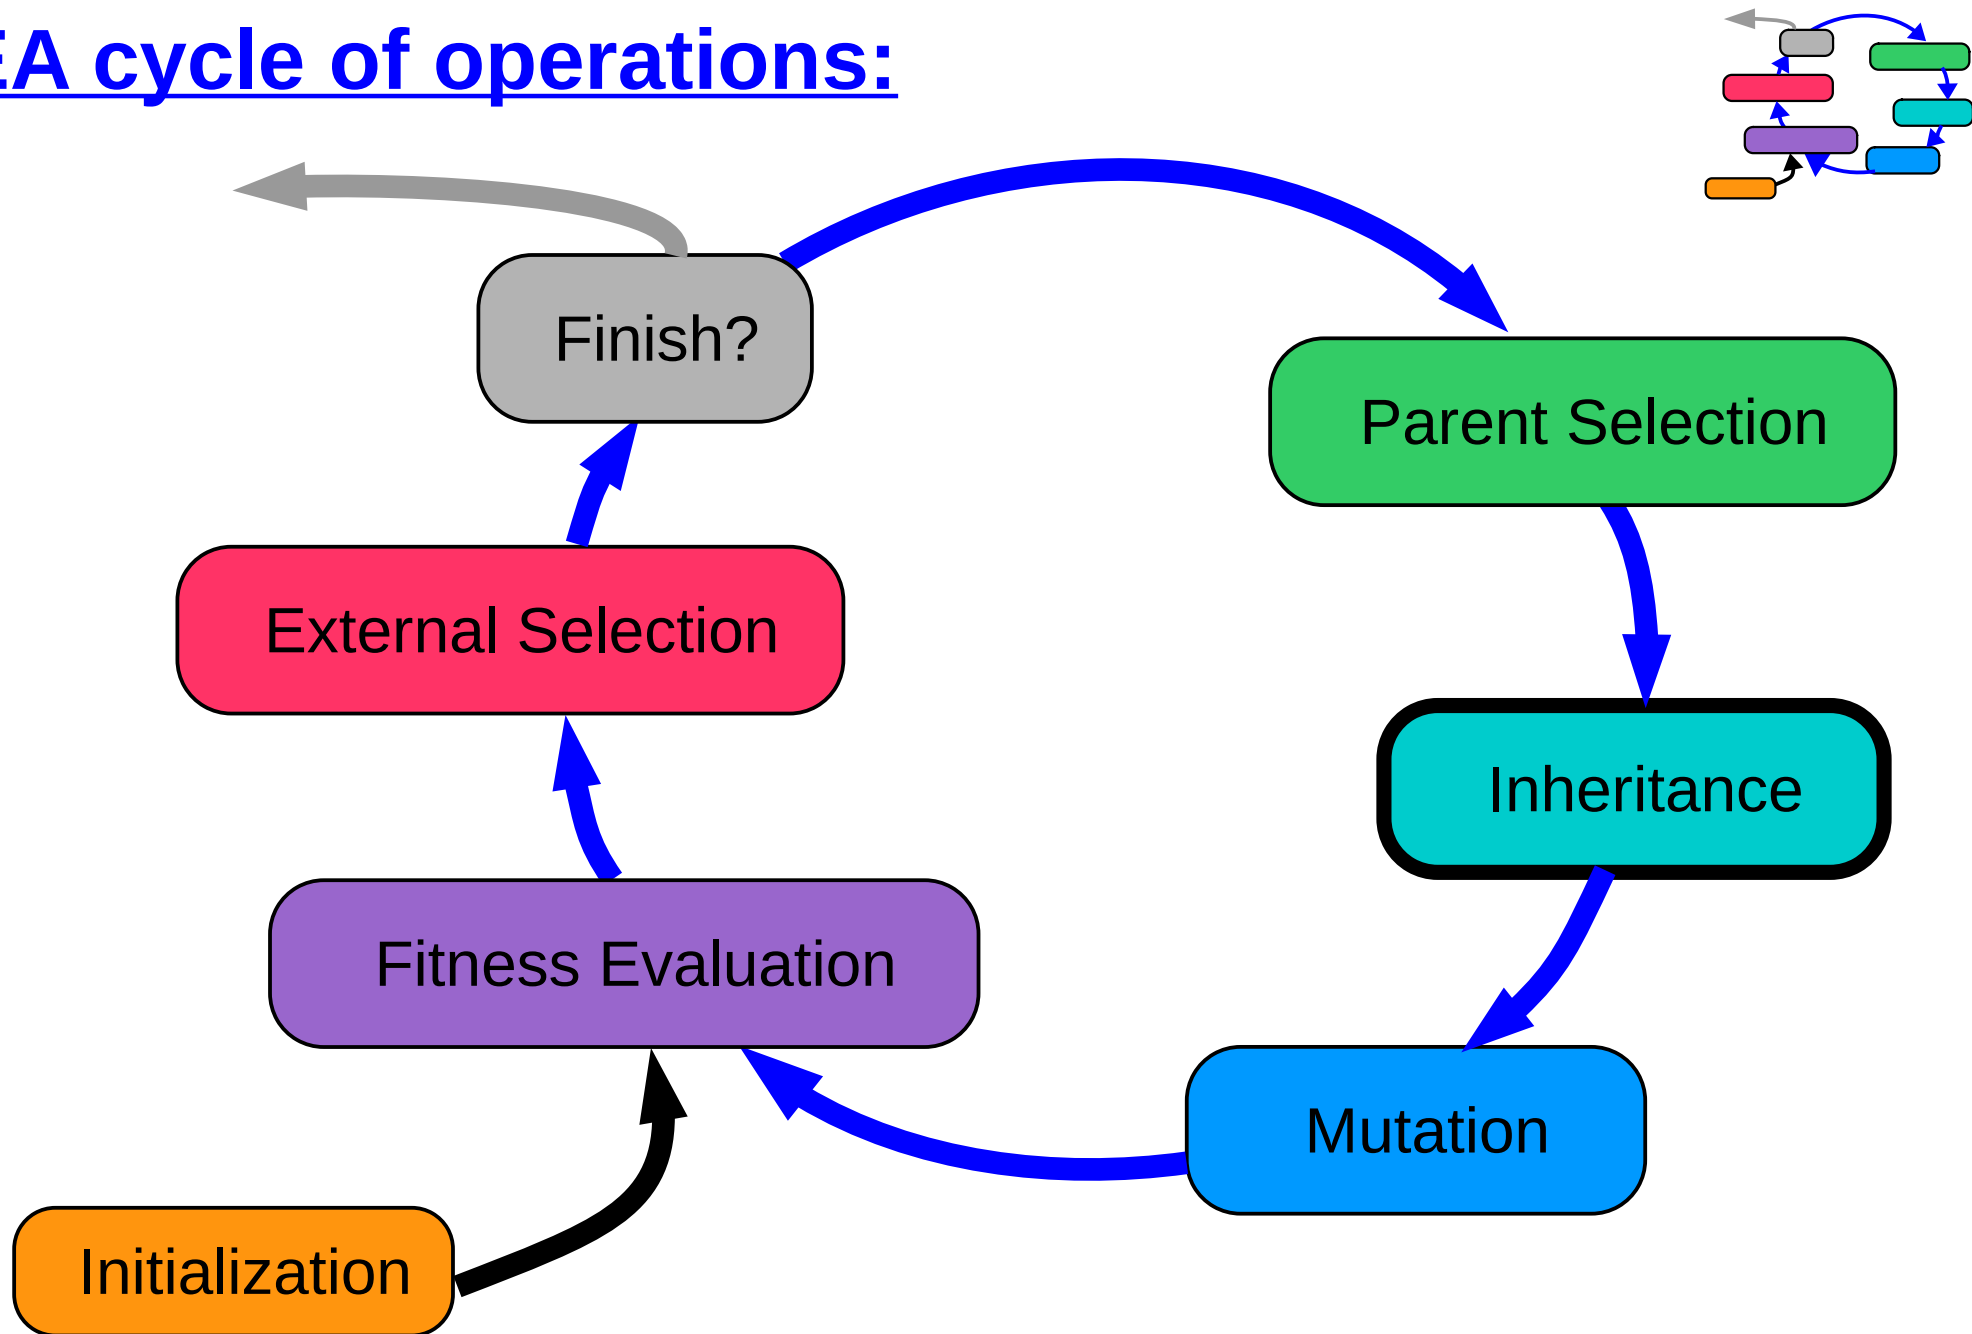 EA cycle of operations:
Finish?
Parent Selection
External Selection
Inheritance
Fitness Evaluation
Mutation
Initialization